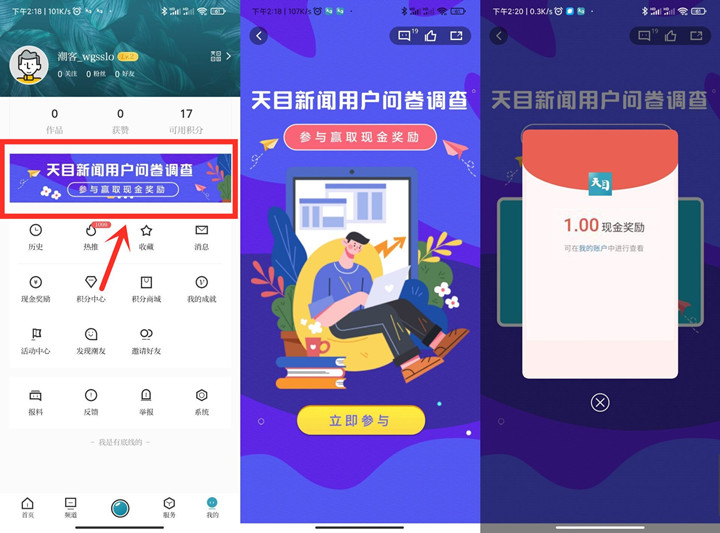 下午2:18 | 101K/s
潮客_wgsslo Lv.2
0 关注 0 粉丝 0 好友
0 0 17
作品 获赞 可用积分
天目新闻用户问卷调查
参与赢取现金奖励
历史 热推 收藏 消息
现金奖励 积分中心 积分商城 我的成就
活动中心 发现潮友 邀请好友
报料 反馈 举报 系统
~ 我是有底线的 ~
首页 频道 服务 我的
下午2:18 | 107K/s
19
天目新闻用户问卷调查
参与赢取现金奖励
立即参与
下午2:20 | 0.3K/s
19
天目新闻用户问卷调查
天目
1.00 现金奖励
可在我的账户中进行查看